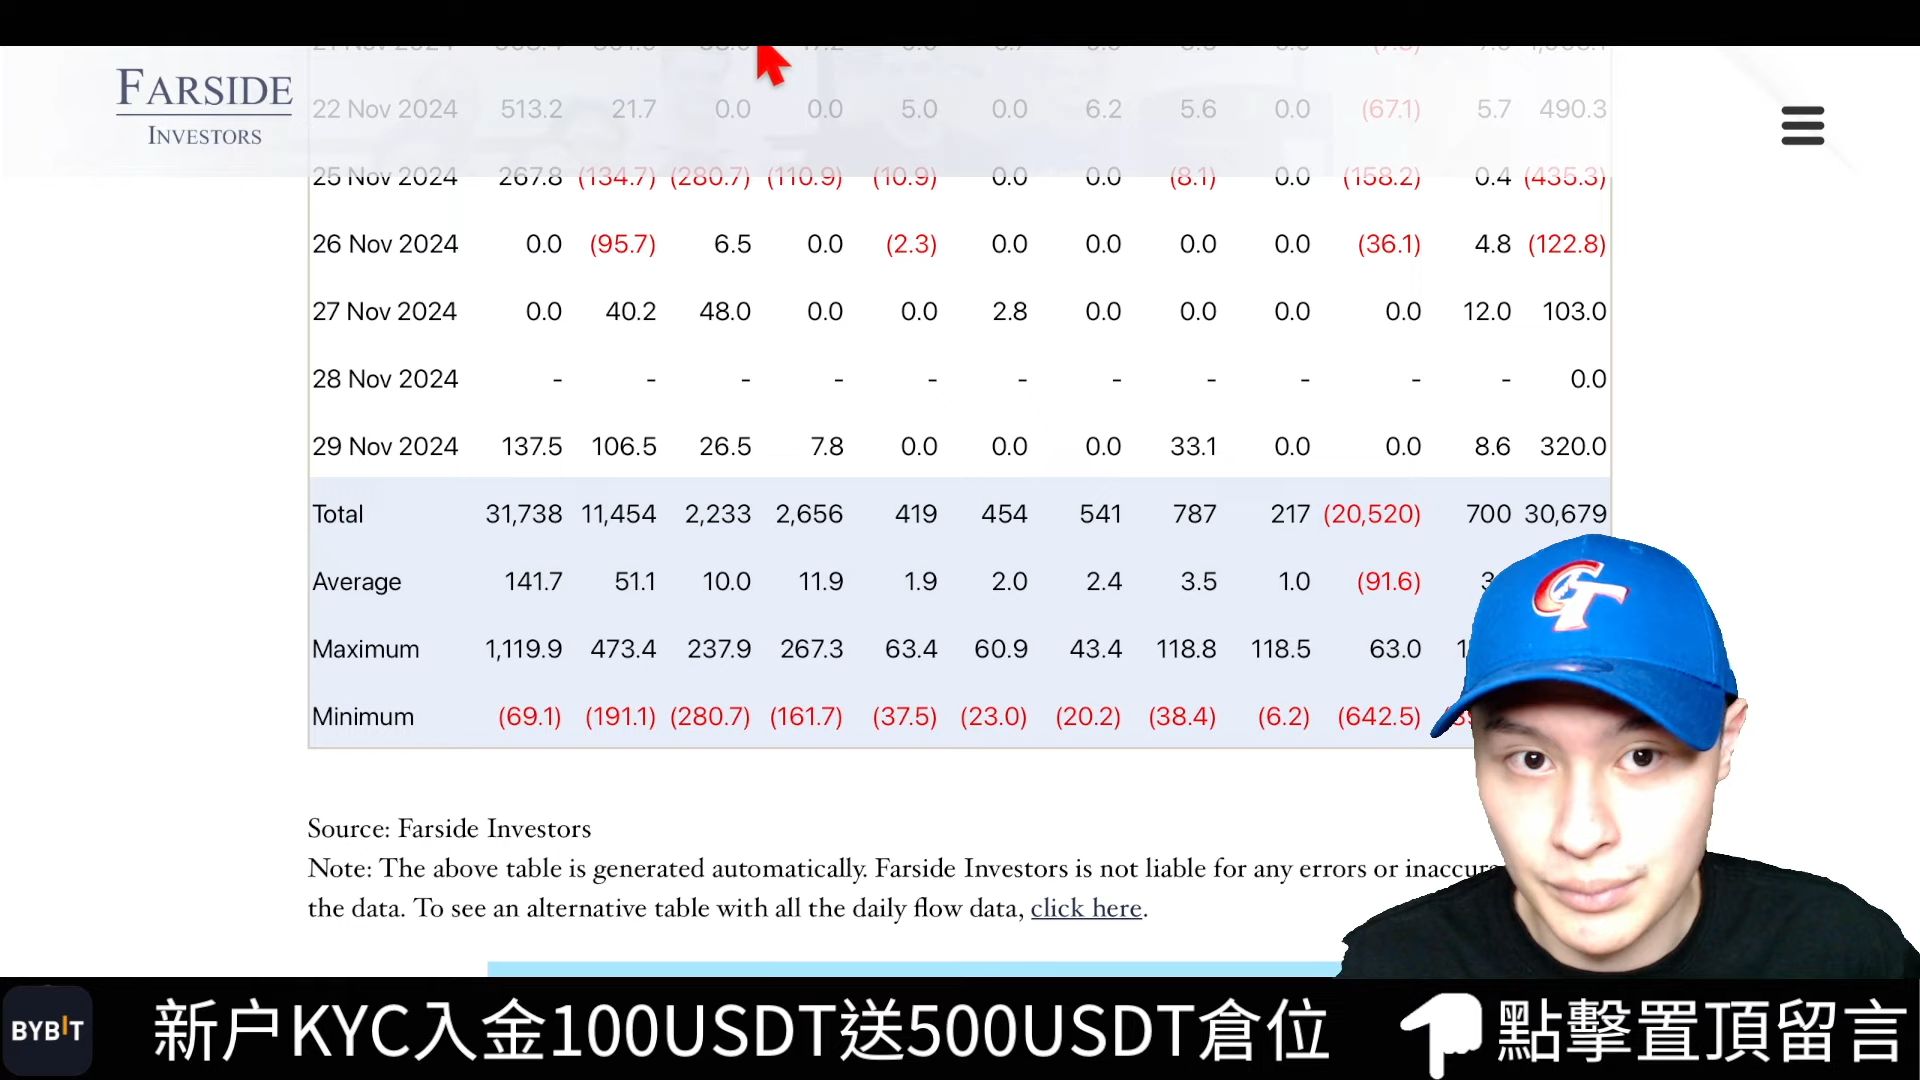 FARSIDE
INVESTORS
22 Nov 2024 513.2 21.7 0.0 0.0 5.0 0.0 6.2 5.6 0.0 (67.1) 5.7 490.3
25 Nov 2024 267.8 (134.7) (280.7) (110.9) (10.9) 0.0 0.0 (8.1) 0.0 (158.2) 0.4 (435.3)
26 Nov 2024 0.0 (95.7) 6.5 0.0 (2.3) 0.0 0.0 0.0 0.0 (36.1) 4.8 (122.8)
27 Nov 2024 0.0 40.2 48.0 0.0 0.0 2.8 0.0 0.0 0.0 0.0 12.0 103.0
28 Nov 2024 - - - - - - - - - - - 0.0
29 Nov 2024 137.5 106.5 26.5 7.8 0.0 0.0 0.0 33.1 0.0 0.0 8.6 320.0
Total 31,738 11,454 2,233 2,656 419 454 541 787 217 (20,520) 700 30,679
Average 141.7 51.1 10.0 11.9 1.9 2.0 2.4 3.5 1.0 (91.6)
Maximum 1,119.9 473.4 237.9 267.3 63.4 60.9 43.4 118.8 118.5 63.0
Minimum (69.1) (191.1) (280.7) (161.7) (37.5) (23.0) (20.2) (38.4) (6.2) (642.5)
CT
Source: Farside Investors
Note: The above table is generated automatically. Farside Investors is not liable for any errors or
the data. To see an alternative table with all the daily flow data, click here.
BYBIT 新户KYC入金100USDT送500USDT倉位 點擊置頂留言